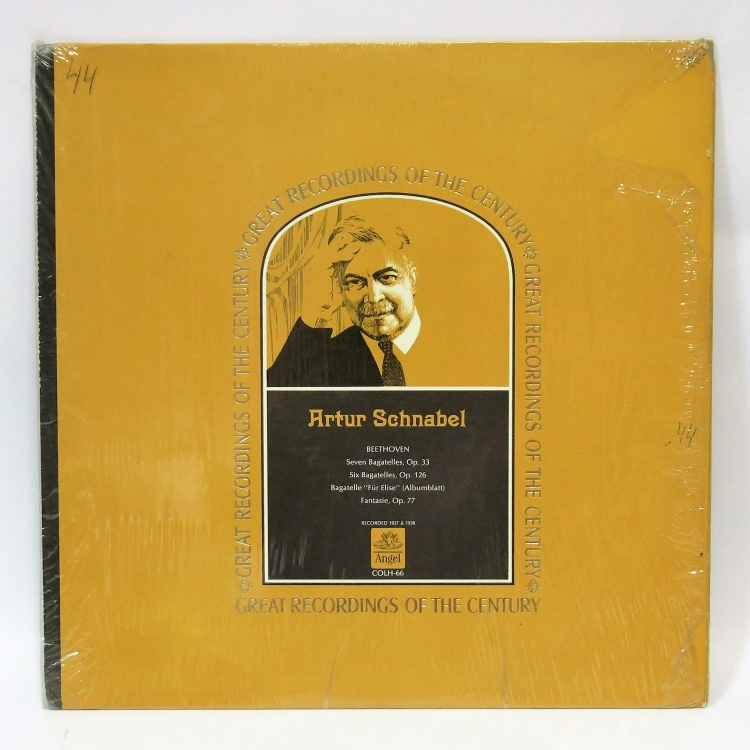 44
GREAT RECORDINGS OF THE CENTURY
GREAT RECORDINGS OF THE CENTURY
GREAT RECORDINGS OF THE CENTURY
Artur Schnabel
BEETHOVEN
Seven Bagatelles, Op. 33
Six Bagatelles, Op. 126
Bagatelle "Für Elise" (Albumblatt)
Fantasie, Op. 77
44
RECORDED 1937 & 1938
Angel
COLH-66
GREAT RECORDINGS OF THE CENTURY